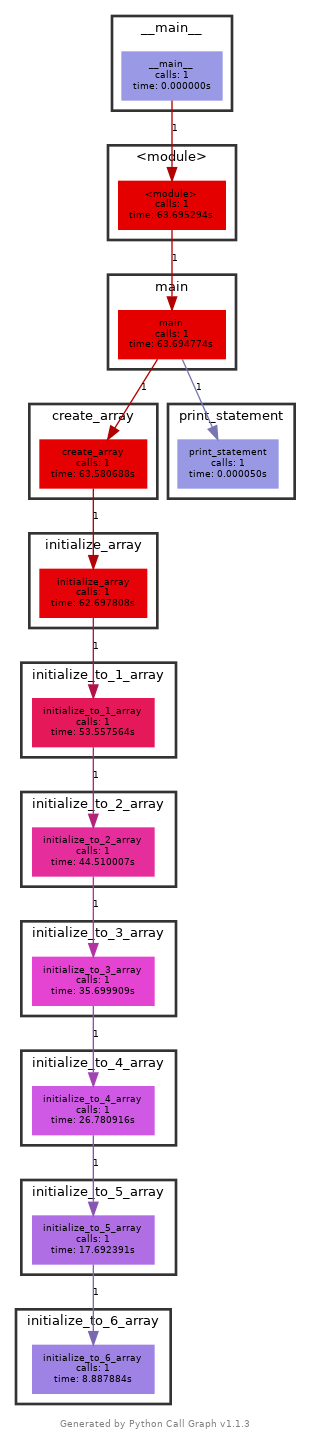 __main__
__main__
calls: 1
time: 0.000000s
1
<module>
<module>
calls: 1
time: 63.695294s
1
main
main
calls: 1
time: 63.694774s
1
1
create_array
create_array
calls: 1
time: 63.580688s
print_statement
print_statement
calls: 1
time: 0.000050s
1
initialize_array
initialize_array
calls: 1
time: 62.697808s
1
initialize_to_1_array
initialize_to_1_array
calls: 1
time: 53.557564s
1
initialize_to_2_array
initialize_to_2_array
calls: 1
time: 44.510007s
1
initialize_to_3_array
initialize_to_3_array
calls: 1
time: 35.699909s
1
initialize_to_4_array
initialize_to_4_array
calls: 1
time: 26.780916s
1
initialize_to_5_array
initialize_to_5_array
calls: 1
time: 17.692391s
1
initialize_to_6_array
initialize_to_6_array
calls: 1
time: 8.887884s
Generated by Python Call Graph v1.1.3